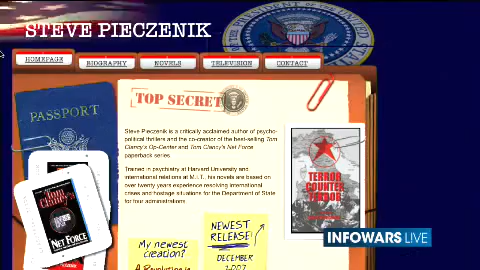 STEVE PIECZENIK
HOMEPAGE
BIOGRAPHY
NOVELS
TELEVISION
CONTACT
TOP SECRET
PASSPORT
Steve Pieczenik is a critically acclaimed author of psycho-
political thrillers and the co-creator of the best-selling Tom
Clancy's Op-Center and Tom Clancy's Net Force
paperback series
Trained in psychiatry at Harvard University and
international relations at M.I.T., his novels are based on
over twenty years experience resolving international
crises and hostage situations for the Department of State
for four administrations
TERROR
COUNTER
TERROR
Tom
Clancy's
NET FORCE
My newest
creation?
A Revolution in
NEWEST
RELEASE!
DECEMBER
2007
INFOWARS LIVE